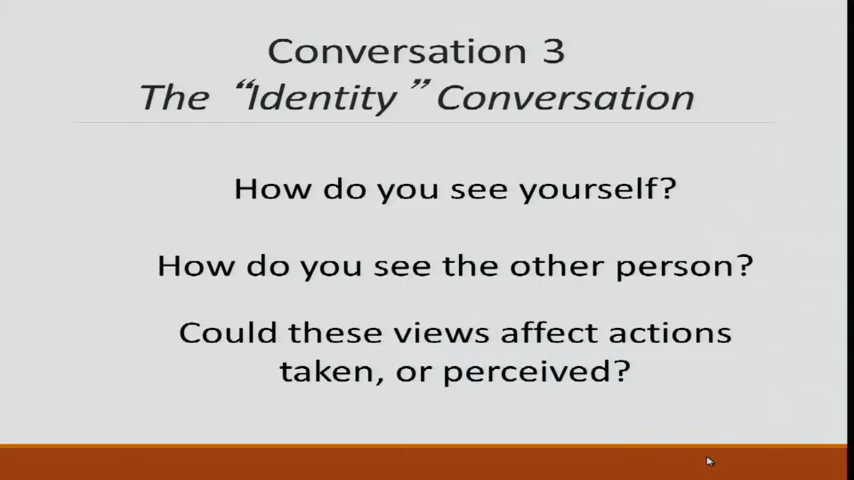 Conversation 3
The “Identity” Conversation
How do you see yourself?
How do you see the other person?
Could these views affect actions
taken, or perceived?